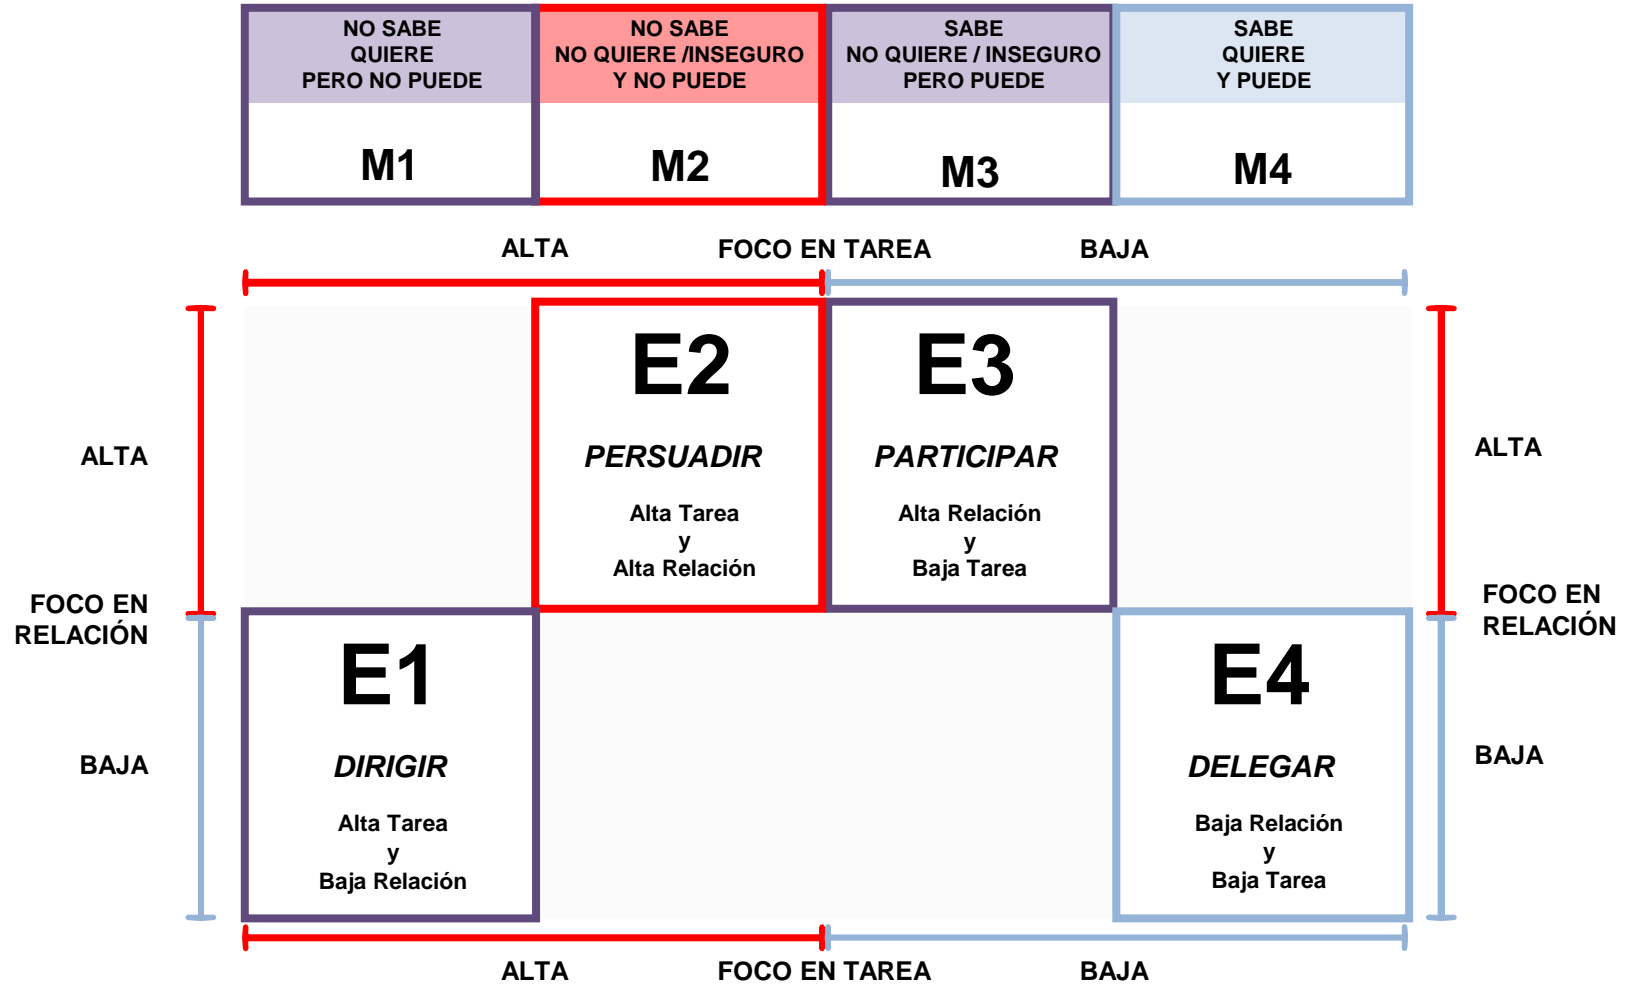 NO SABE
QUIERE
PERO NO PUEDE
M1
NO SABE
NO QUIERE /INSEGURO
Y NO PUEDE
M2
SABE
NO QUIERE / INSEGURO
PERO PUEDE
M3
SABE
QUIERE
Y PUEDE
M4
ALTA
FOCO EN TAREA
BAJA
ALTA
FOCO EN
RELACIÓN
BAJA
E2
PERSUADIR
Alta Tarea
y
Alta Relación
E3
PARTICIPAR
Alta Relación
y
Baja Tarea
E1
DIRIGIR
Alta Tarea
y
Baja Relación
E4
DELEGAR
Baja Relación
y
Baja Tarea
ALTA
FOCO EN
RELACIÓN
BAJA
ALTA
FOCO EN TAREA
BAJA